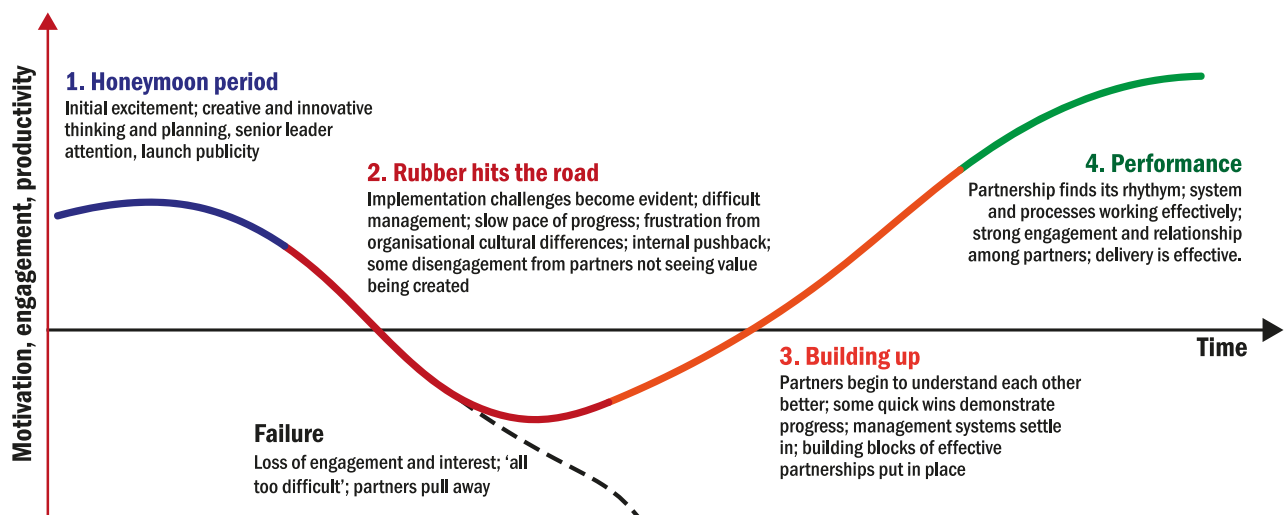 Motivation, engagement, productivity
1. Honeymoon period
Initial excitement; creative and innovative
thinking and planning, senior leader
attention, launch publicity
2. Rubber hits the road
Implementation challenges become evident; difficult
management; slow pace of progress; frustration from
organisational cultural differences; internal pushback;
some disengagement from partners not seeing value
being created
4. Performance
Partnership finds its rhythym; system
and processes working effectively;
strong engagement and relationship
among partners; delivery is effective.
Time
3. Building up
Partners begin to understand each other
better; some quick wins demonstrate
progress; management systems settle
in; building blocks of effective
partnerships put in place
Failure
Loss of engagement and interest; ‘all
too difficult’; partners pull away